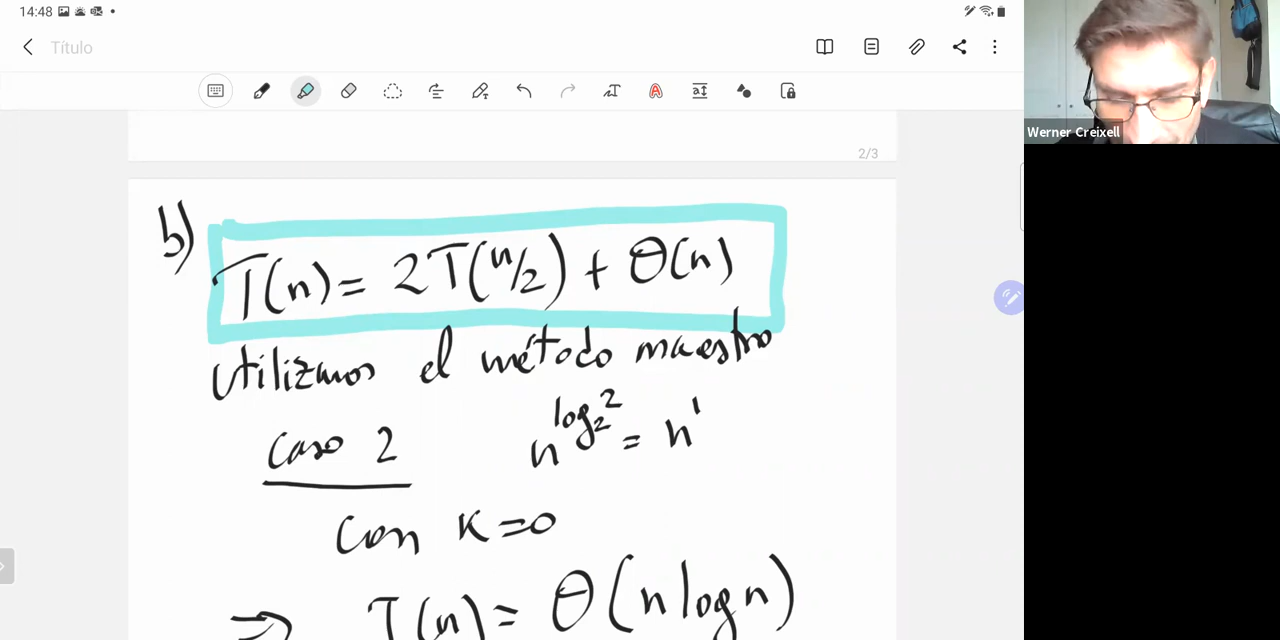 14:48
Título
Werner Creixell
2/3
b) T(n) = 2T(n/2) + Θ(n)
Utilizmos el método maestro
Caso 2 n^log₂2 = n^1
Con K=0
⇒ T(n) = Θ(n log n)